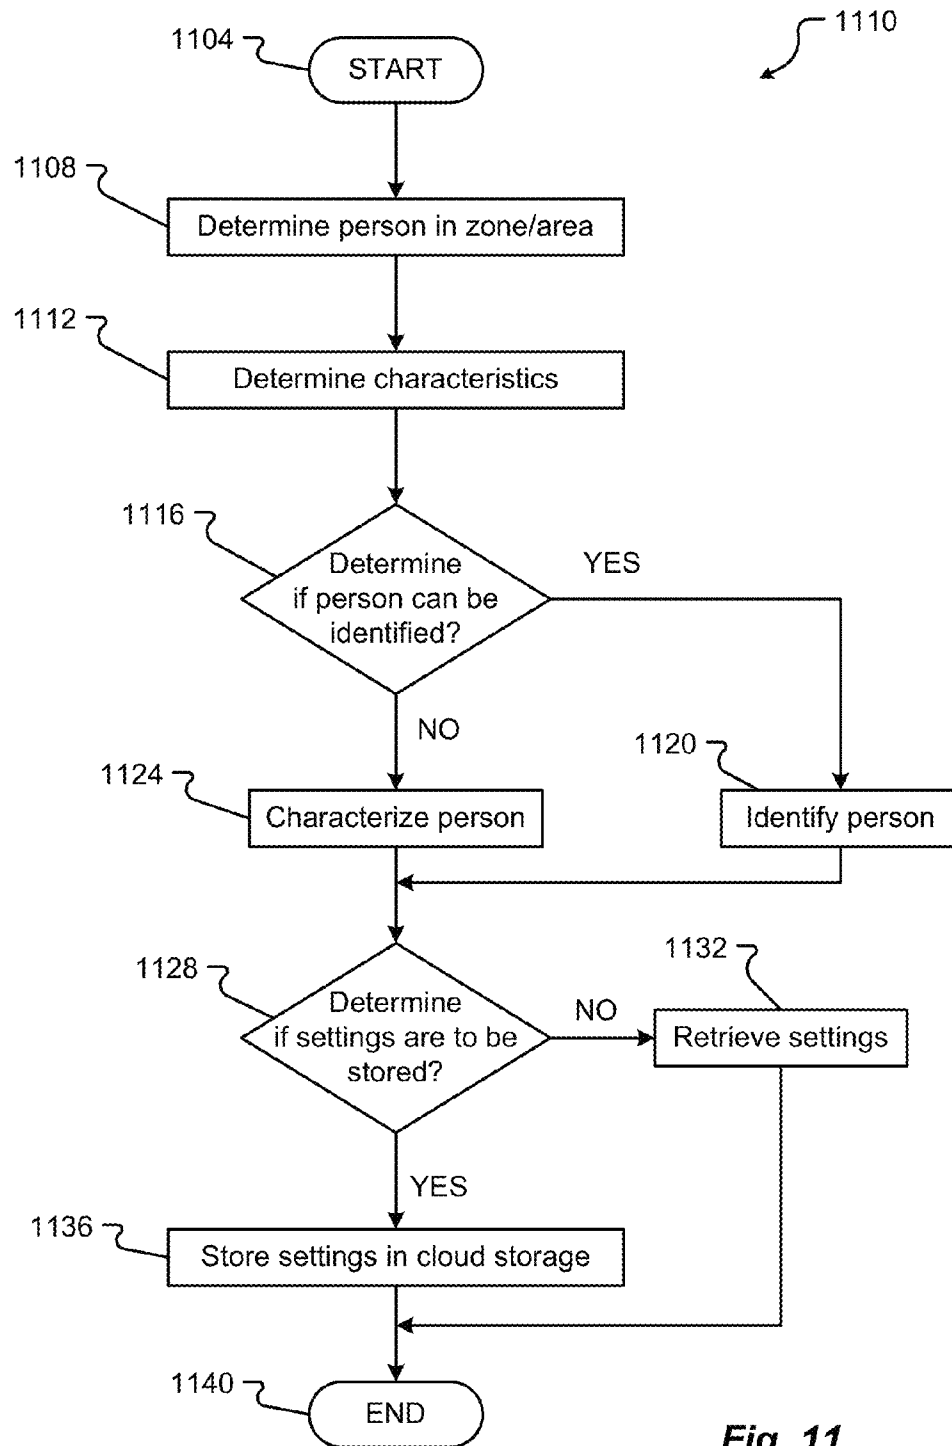 1110
1104
START
1108
Determine person in zone/area
1112
Determine characteristics
1116
Determine
if person can be
identified?
YES
NO
1120
1124
Characterize person
Identify person
1128
Determine
if settings are to be
stored?
NO
1132
Retrieve settings
YES
1136
Store settings in cloud storage
1140
END
Fig. 11